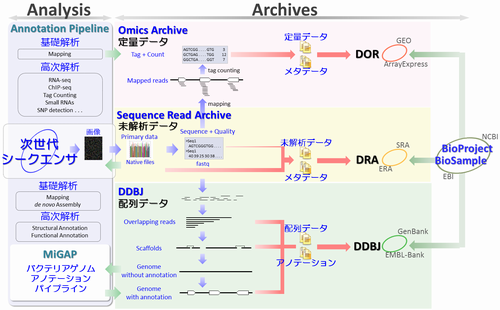 Analysis
Archives
Annotation Pipeline
基礎解析
Mapping
高次解析
RNA-seq
ChIP-seq
Tag Counting
Small RNAs
SNP detection . . .
Omics Archive
定量データ
Tag + Count
AGTCGG.....GTG 3
GCTGAG.....TGG 12
GGCTGA.....GGT 7
tag counting
Mapped reads
mapping
定量データ
メタデータ
DOR
GEO
ArrayExpress
次世代
シークエンサ
画像
Sequence Read Archive
未解析データ
Primary data
Native files
Sequence + Quality
AGTCGGGTGG
40 39 35 30 38
fastq
未解析データ
メタデータ
DRA
SRA
ERA
NCBI
BioProject
BioSample
EBI
基礎解析
Mapping
de novo Assembly
高次解析
Structural Annotation
Functional Annotation
MiGAP
バクテリアゲノム
アノテーション
パイプライン
DDBJ
配列データ
Overlapping reads
Scaffolds
Genome
without annotation
Genome
with annotation
配列データ
アノテーション
DDBJ
GenBank
EMBL-Bank